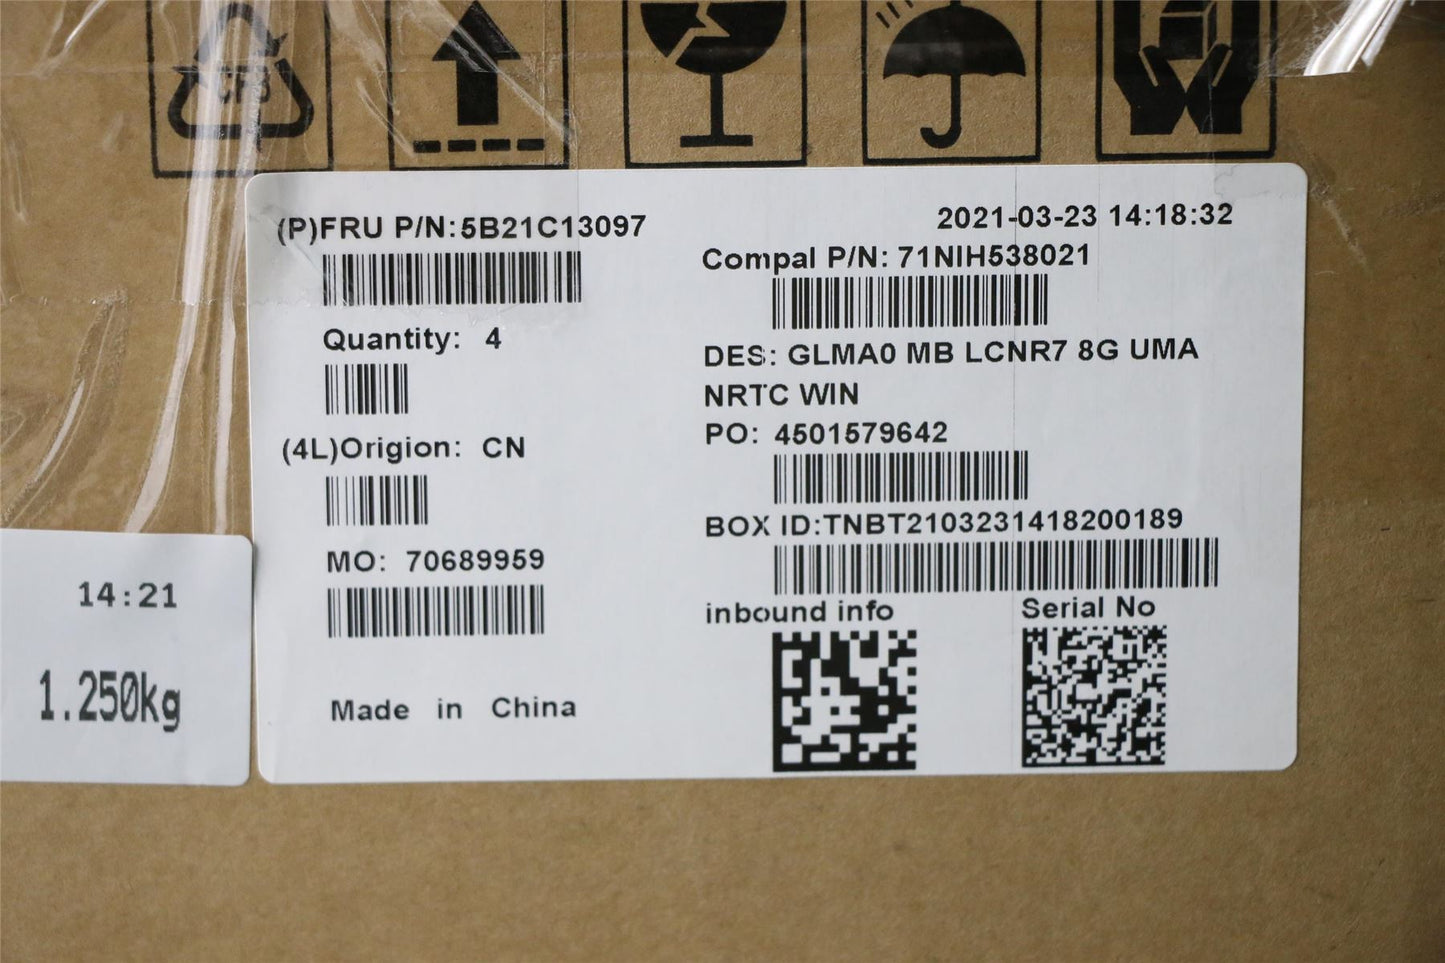 (P)FRU P/N:5B21C13097
2021-03-23 14:18:32
Compal P/N: 71NIH538021
Quantity: 4
DES: GLMA0 MB LCNR7 8G UMA
NRTC WIN
(4L)Origion: CN
PO: 4501579642
BOX ID:TNBT2103231418200189
MO: 70689959
inbound info
Serial No
Made in China
14:21
1.250kg